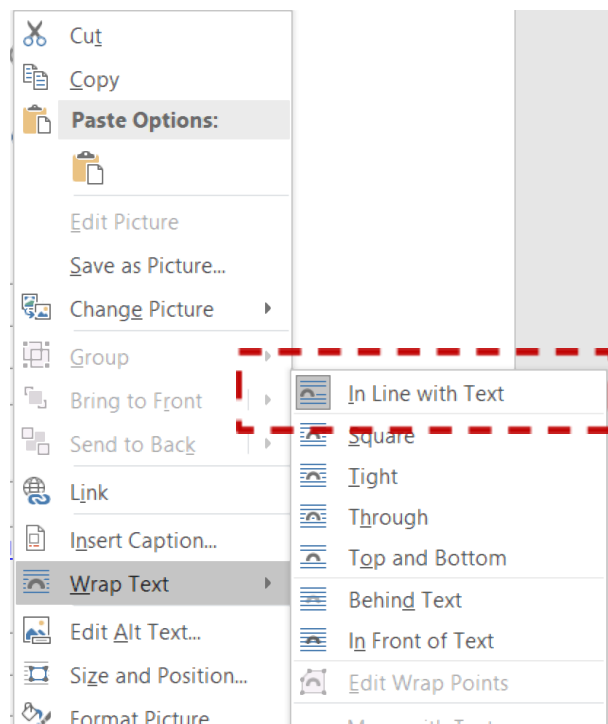 Cut
Copy
Paste Options:
Edit Picture
Save as Picture...
Change Picture
Group
Bring to Front
Send to Back
Link
Insert Caption...
Wrap Text
Edit Alt Text...
Size and Position...
Format Picture
In Line with Text
Square
Tight
Through
Top and Bottom
Behind Text
In Front of Text
Edit Wrap Points